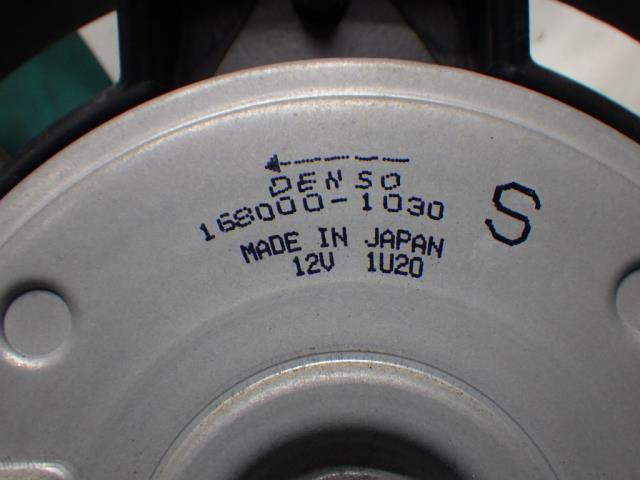 DENSO
168000-1030
S
MADE IN JAPAN
12V 1U20